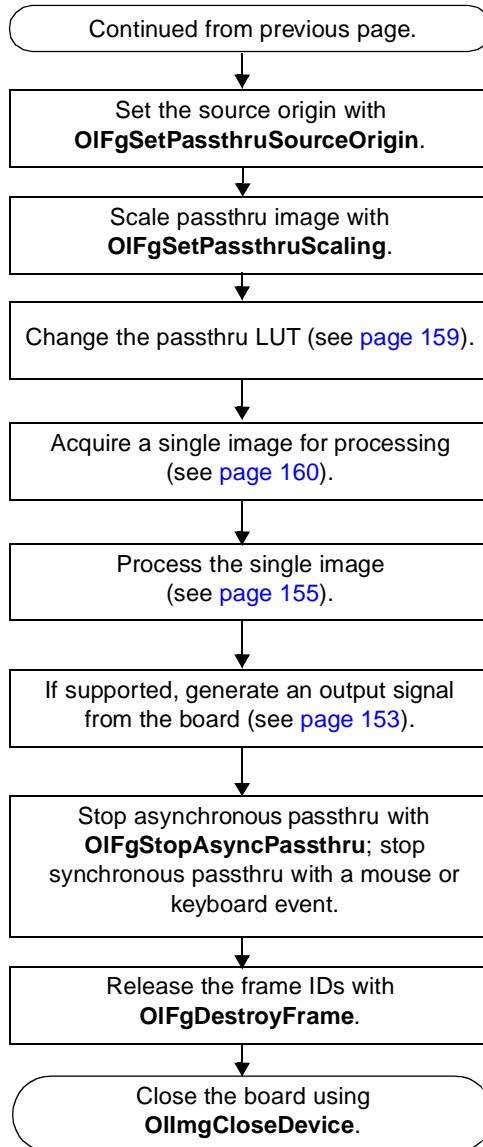 Continued from previous page.
Set the source origin with
OlFgSetPassthruSourceOrigin.
Scale passthru image with
OlFgSetPassthruScaling.
Change the passthru LUT (see page 159).
Acquire a single image for processing
(see page 160).
Process the single image
(see page 155).
If supported, generate an output signal
from the board (see page 153).
Stop asynchronous passthru with
OlFgStopAsyncPassthru; stop
synchronous passthru with a mouse or
keyboard event.
Release the frame IDs with
OlFgDestroyFrame.
Close the board using
OlImgCloseDevice.